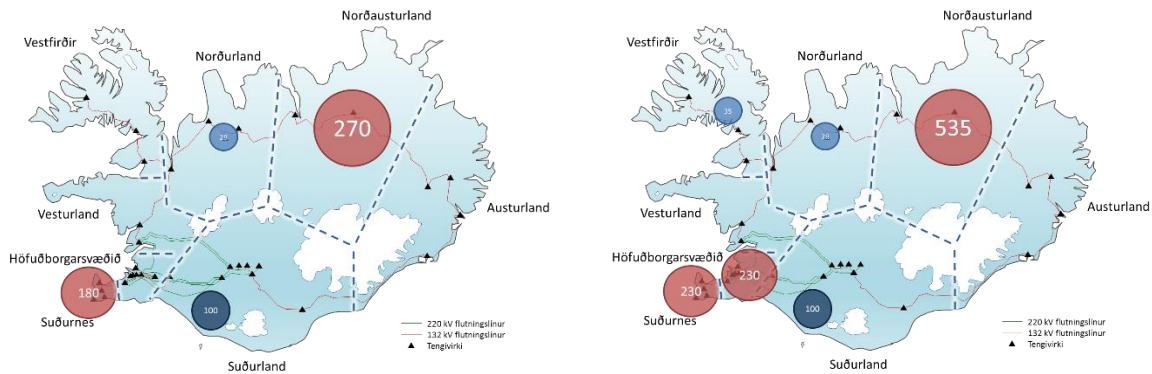 Norðausturland
Vestfirðir
Norðurland
270
29
Vesturland
Austurland
Höfuðborgarsvæðið
180
100
Suðurnes
220 kV flutningslínur
132 kV flutningslínur
Tengivirki
Suðurland
Norðausturland
Vestfirðir
Norðurland
35
29
535
Vesturland
Austurland
Höfuðborgarsvæðið
230
230
100
Suðurnes
220 kV flutningslínur
132 kV flutningslínur
Tengivirki
Suðurland